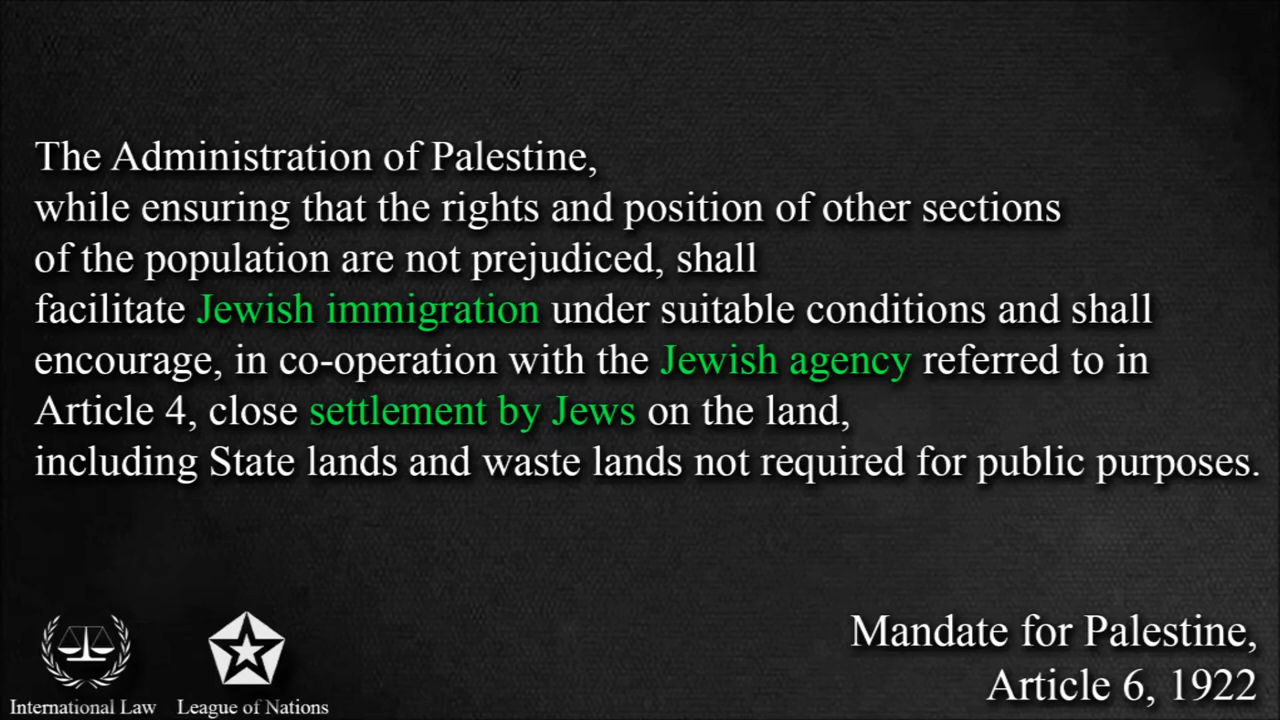 The Administration of Palestine,
while ensuring that the rights and position of other sections
of the population are not prejudiced, shall
facilitate Jewish immigration under suitable conditions and shall
encourage, in co-operation with the Jewish agency referred to in
Article 4, close settlement by Jews on the land,
including State lands and waste lands not required for public purposes.
Mandate for Palestine,
Article 6, 1922
International Law
League of Nations